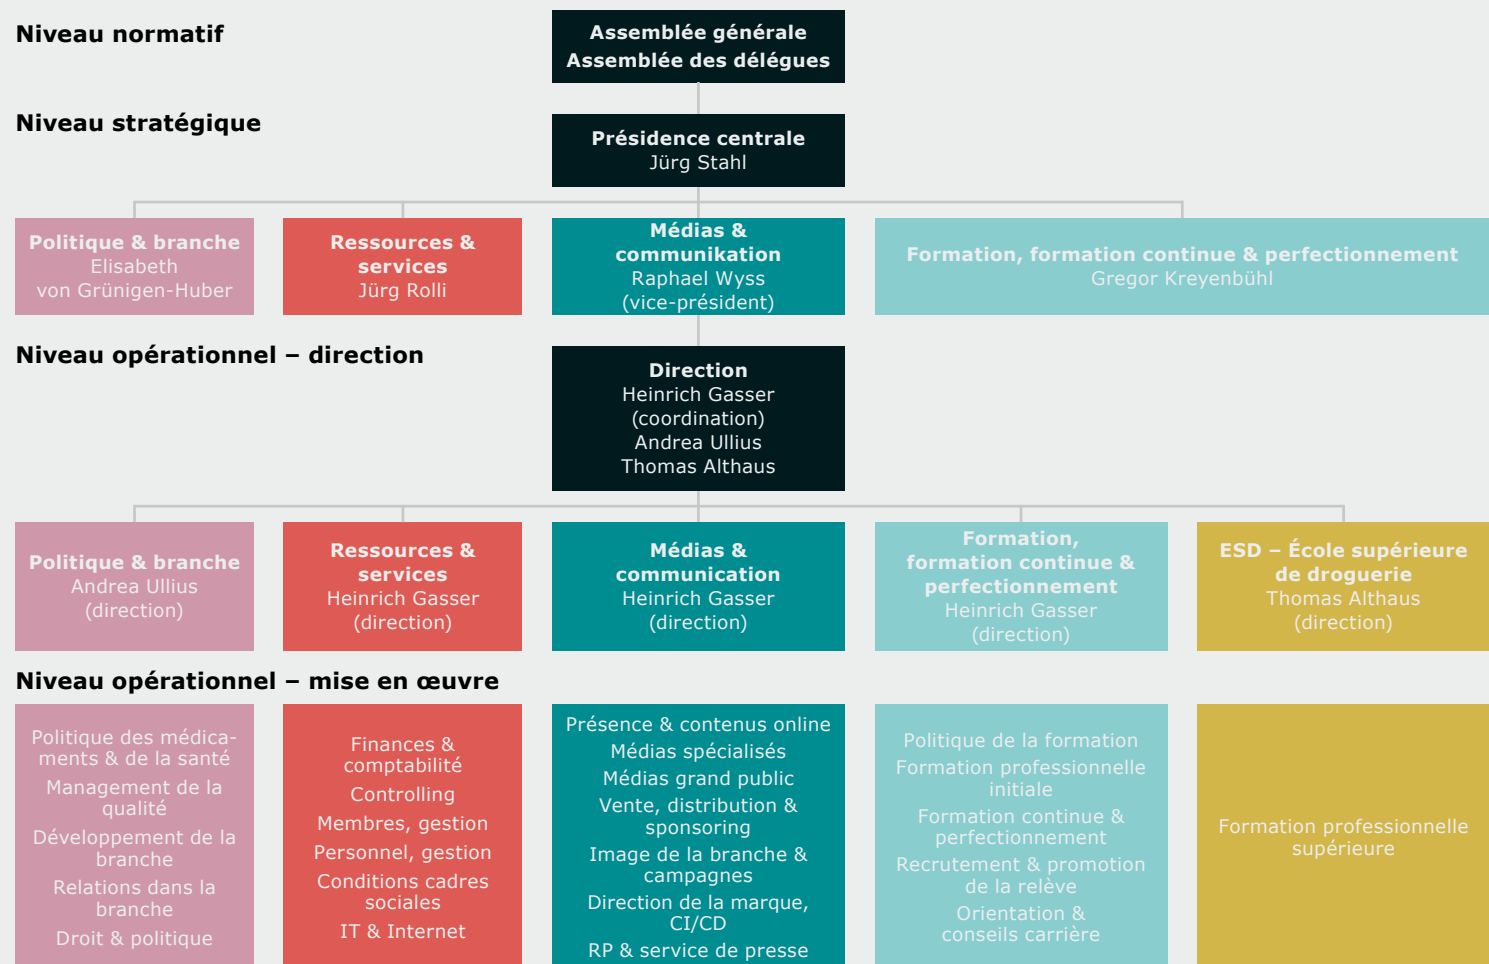 Niveau normatif
Assemblée générale
Assemblée des délégues
Niveau stratégique
Présidence centrale
Jürg Stahl
Politique & branche
Elisabeth
von Grünigen-Huber
Ressources &
services
Jürg Rolli
Médias &
communikation
Raphael Wyss
(vice-président)
Formation, formation continue & perfectionnement
Gregor Kreyenbühl
Niveau opérationnel – direction
Direction
Heinrich Gasser
(coordination)
Andrea Ullius
Thomas Althaus
Politique & branche
Andrea Ullius
(direction)
Ressources &
services
Heinrich Gasser
(direction)
Médias &
communication
Heinrich Gasser
(direction)
Formation,
formation continue &
perfectionnement
Heinrich Gasser
(direction)
ESD – École supérieure
de droguerie
Thomas Althaus
(direction)
Niveau opérationnel – mise en œuvre
Politique des médica-
ments & de la santé
Management de la
qualité
Développement de la
branche
Relations dans la
branche
Droit & politique
Finances &
comptabilité
Controlling
Membres, gestion
Personnel, gestion
Conditions cadres
sociales
IT & Internet
Présence & contenus online
Médias spécialisés
Médias grand public
Vente, distribution &
sponsoring
Image de la branche &
campagnes
Direction de la marque,
CI/CD
RP & service de presse
Politique de la formation
Formation professionnelle
initiale
Formation continue &
perfectionnement
Recrutement & promotion
de la relève
Orientation &
conseils carrière
Formation professionnelle
supérieure